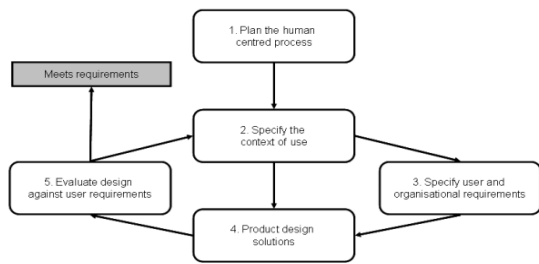 1. Plan the human
centred process
Meets requirements
2. Specify the
context of use
5. Evaluate design
against user requirements
3. Specify user and
organisational requirements
4. Product design
solutions